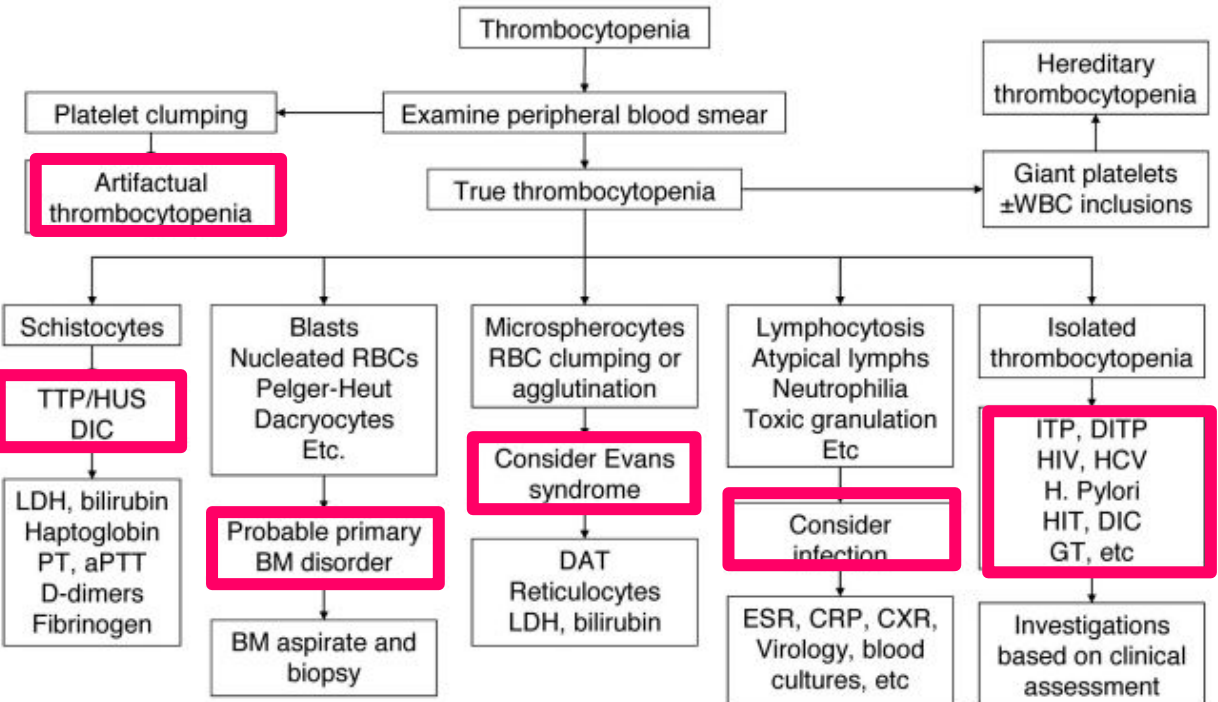 Thrombocytopenia
Hereditary
thrombocytopenia
Platelet clumping
Examine peripheral blood smear
Artifactual
thrombocytopenia
True thrombocytopenia
Giant platelets
±WBC inclusions
Schistocytes
TTP/HUS
DIC
LDH, bilirubin
Haptoglobin
PT, aPTT
D-dimers
Fibrinogen
Blasts
Nucleated RBCs
Pelger-Heut
Dacryocytes
Etc.
Probable primary
BM disorder
BM aspirate and
biopsy
Microspherocytes
RBC clumping or
agglutination
Consider Evans
syndrome
DAT
Reticulocytes
LDH, bilirubin
Lymphocytosis
Atypical lymphs
Neutrophilia
Toxic granulation
Etc
Consider
infection
ESR, CRP, CXR,
Virology, blood
cultures, etc
Isolated
thrombocytopenia
ITP, DITP
HIV, HCV
H. Pylori
HIT, DIC
GT, etc
Investigations
based on clinical
assessment